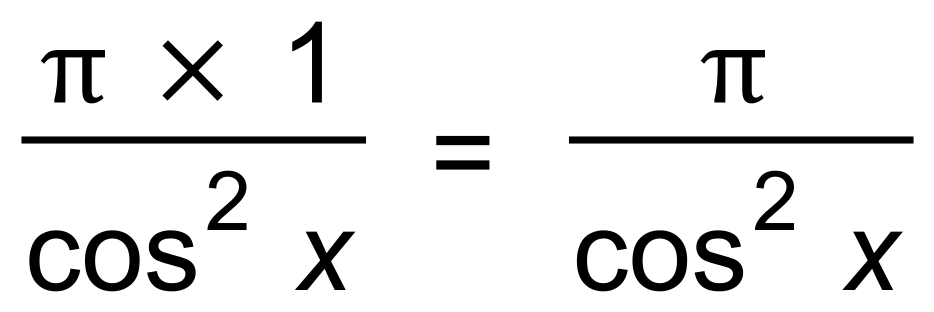 π × 1 / cos² x = π / cos² x